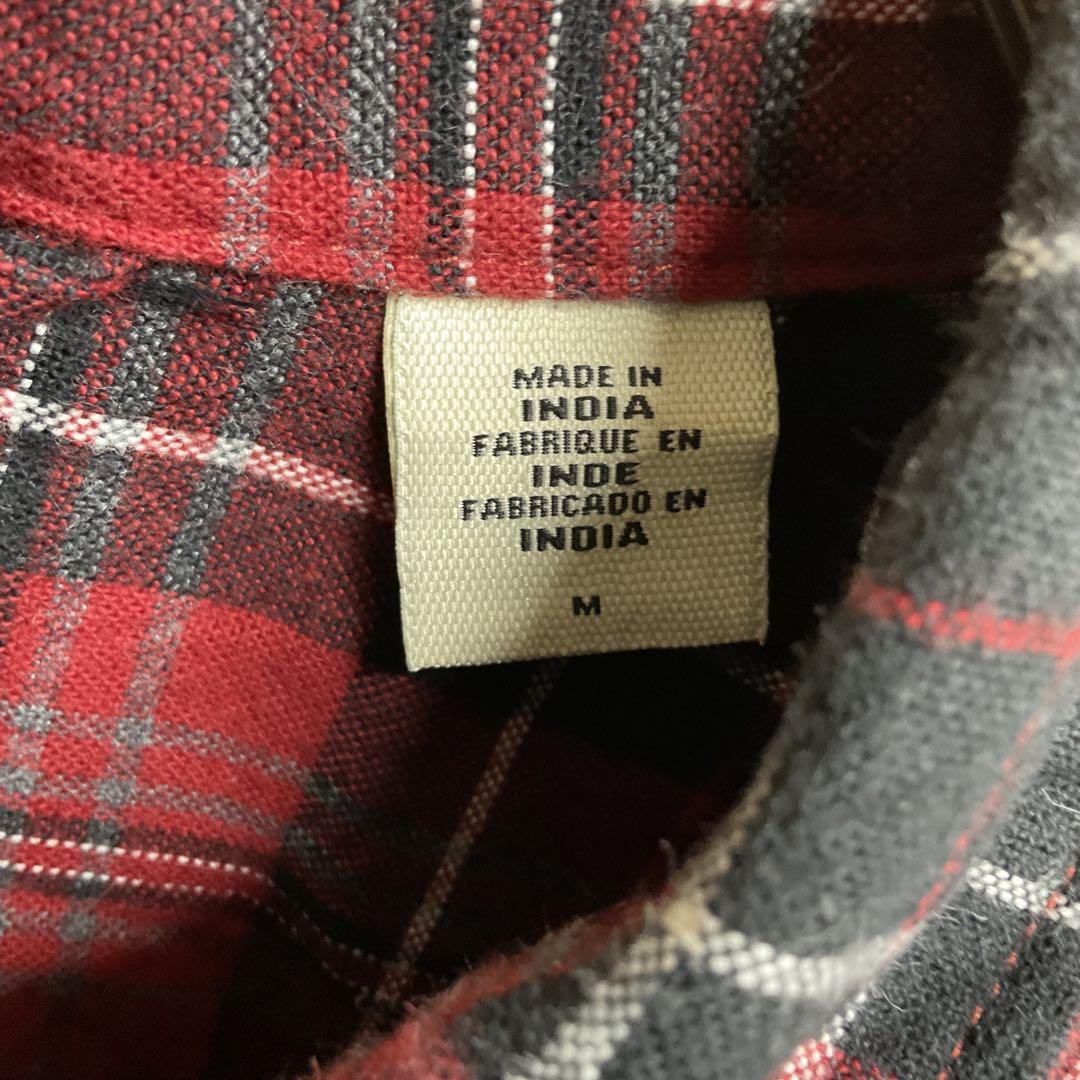 MADE IN
INDIA
FABRIQUE EN
INDE
FABRICADO EN
INDIA
M